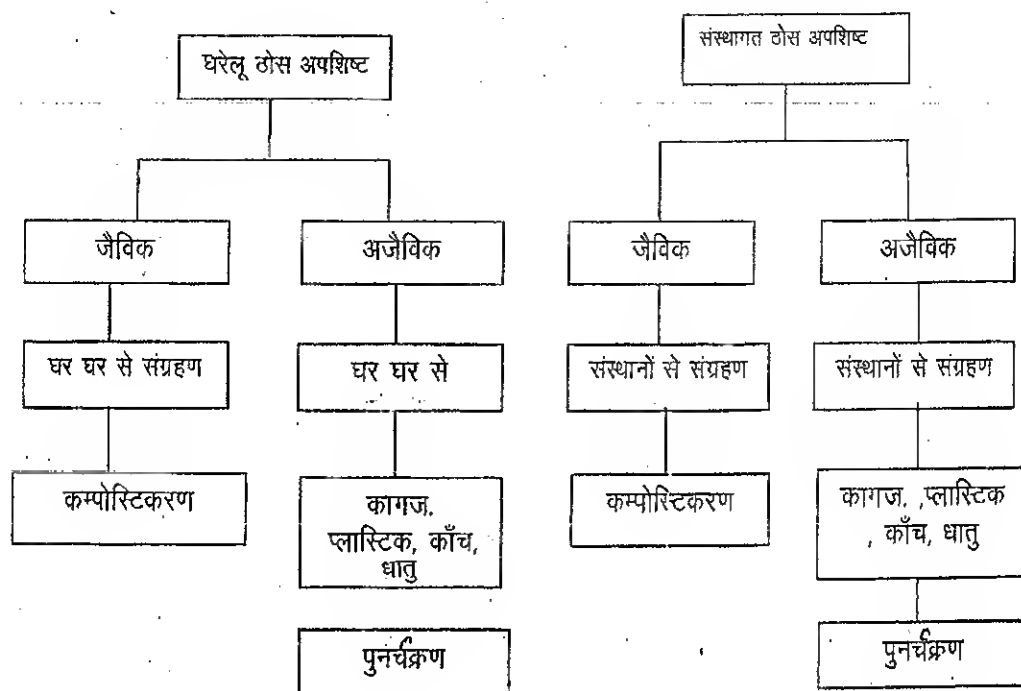 घरेलू ठोस अपशिष्ट
जैविक
अजैविक
घर घर से संग्रहण
घर घर से
कम्पोस्टिकरण
कागज.
प्लास्टिक, काँच,
धातु
पुनर्चक्रण
संस्थागत ठोस अपशिष्ट
जैविक
अजैविक
संस्थानों से संग्रहण
संस्थानों से संग्रहण
कम्पोस्टिकरण
कागज. ,प्लास्टिक
, काँच, धातु
पुनर्चक्रण